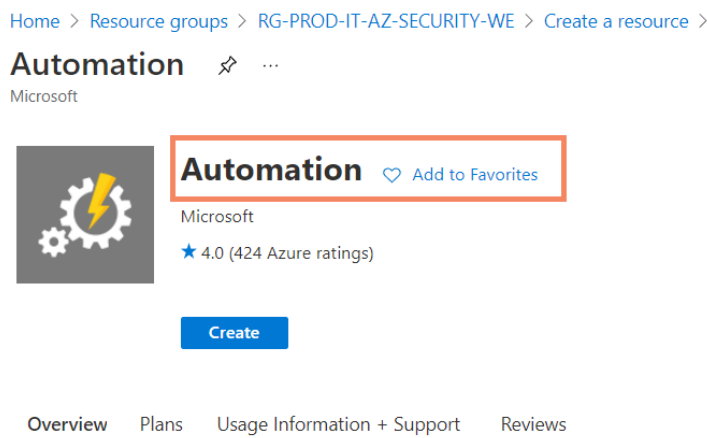 Home > Resource groups > RG-PROD-IT-AZ-SECURITY-WE > Create a resource >
Automation ...
Microsoft
Automation Add to Favorites
Microsoft
4.0 (424 Azure ratings)
Create
Overview Plans Usage Information + Support Reviews